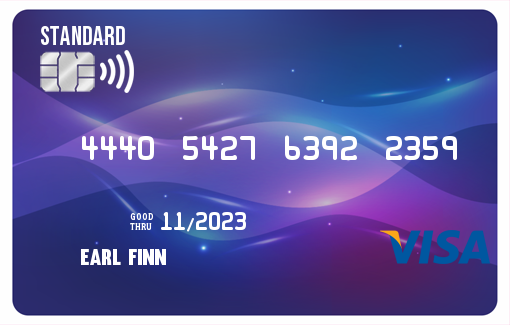 STANDARD
4440 5427 6392 2359
GOOD THRU 11/2023
EARL FINN
VISA